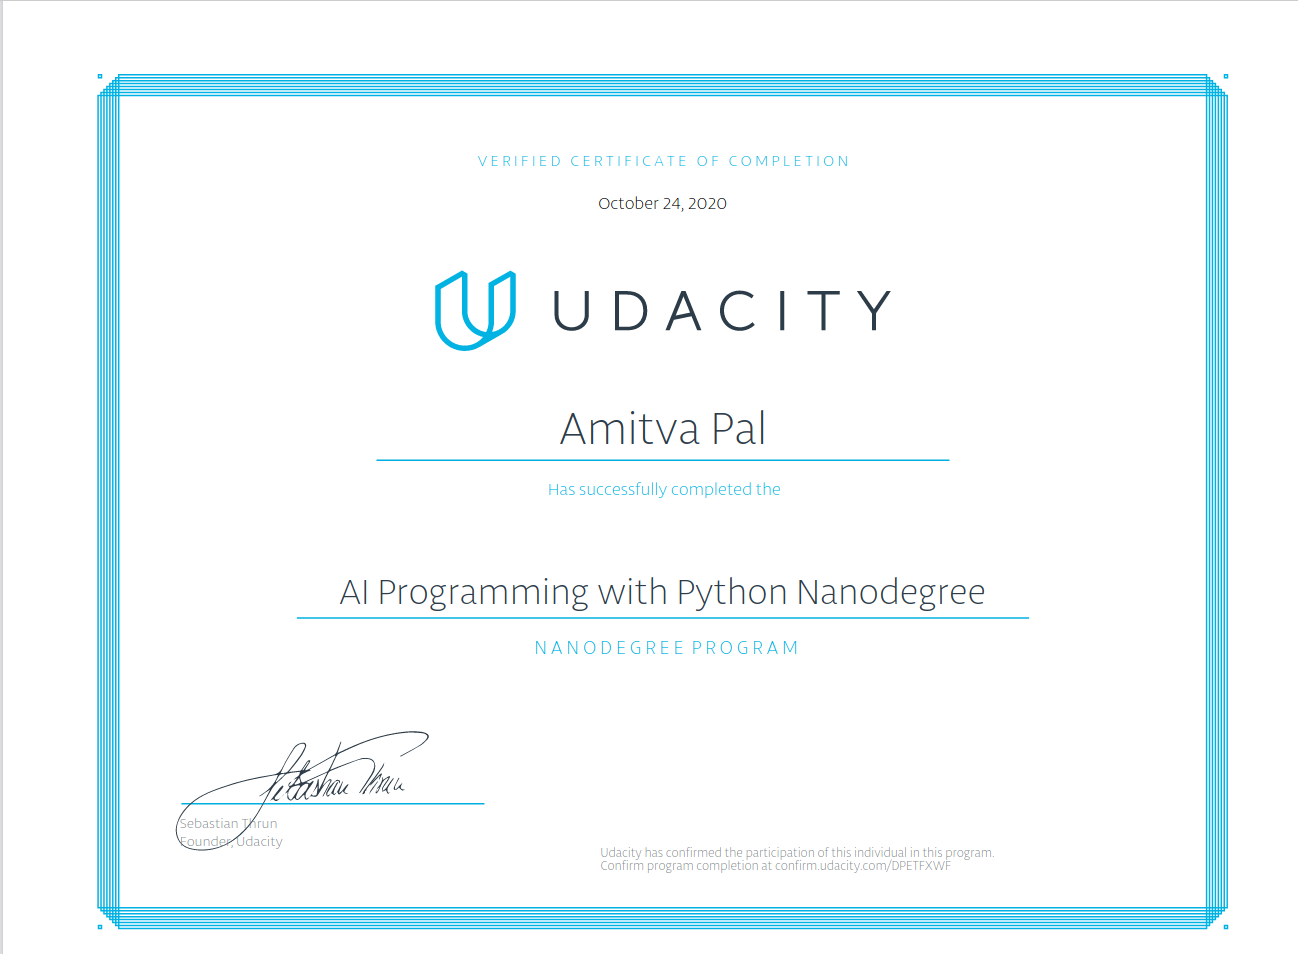 VERIFIED CERTIFICATE OF COMPLETION
October 24, 2020
UDACITY
Amitva Pal
Has successfully completed the
AI Programming with Python Nanodegree
NANODEGREE PROGRAM
Sebastian Thrun
Sebastian Thrun
Founder, Udacity
Udacity has confirmed the participation of this individual in this program.
Confirm program completion at confirm.udacity.com/DPETFXWF